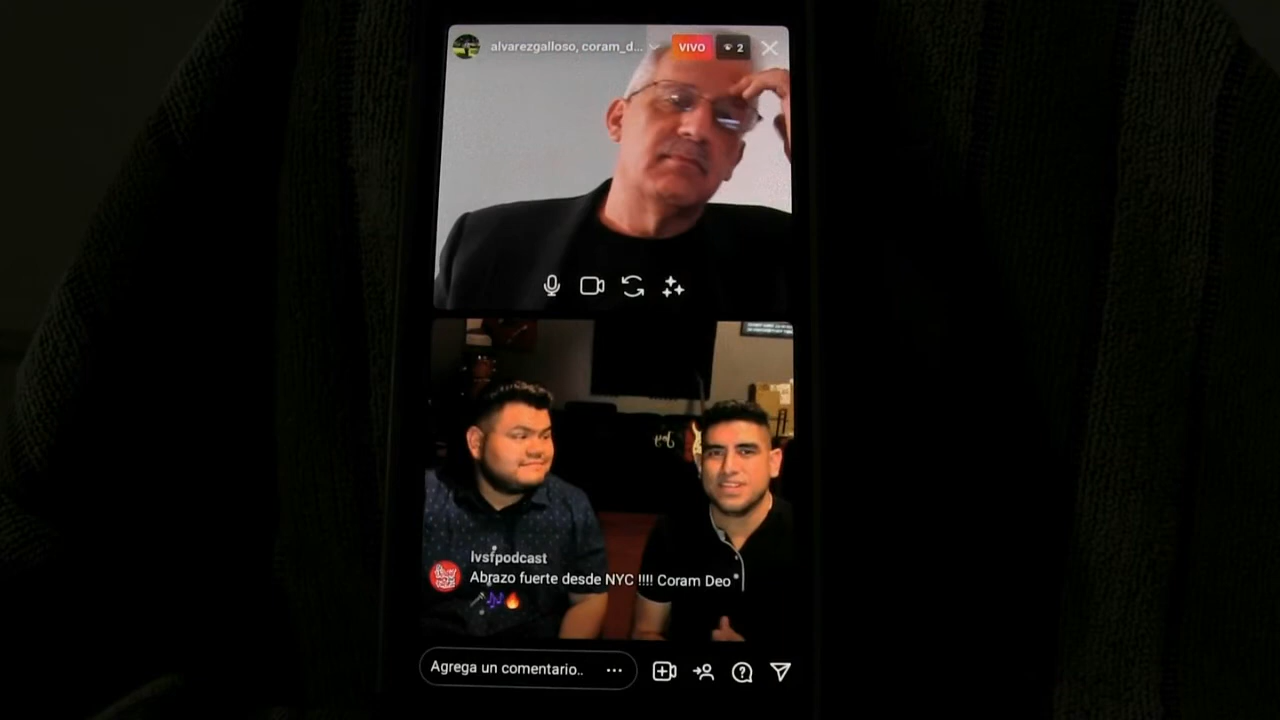 alvarezgalloso, coram_d...
VIVO
2
lvsfpodcast
Abrazo fuerte desde NYC !!!! Coram Deo
Agrega un comentario..